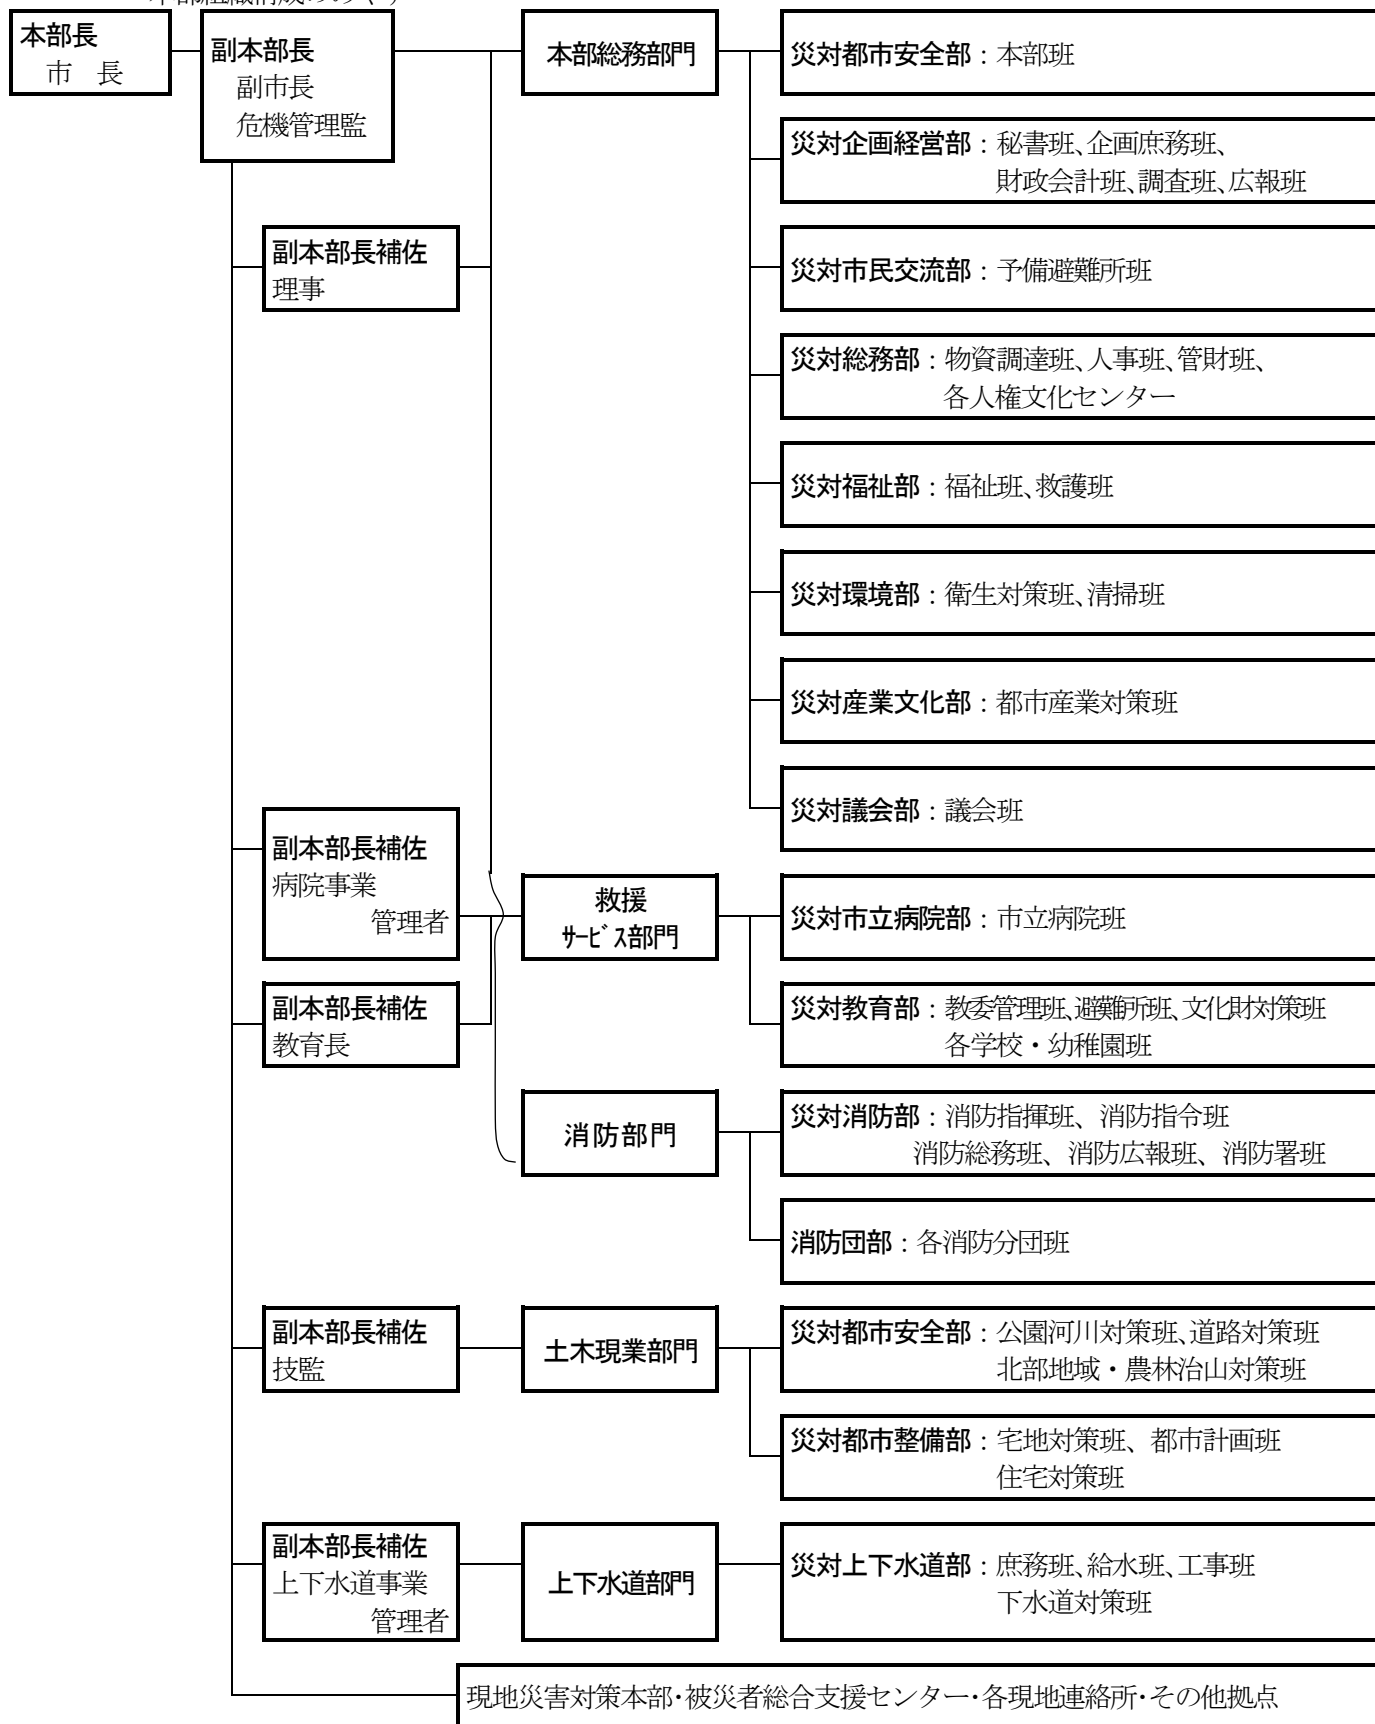 本部長
市　長
副本部長
副市長
危機管理監
本部総務部門
災対都市安全部：本部班
災対企画経営部：秘書班、企画庶務班、
財政会計班、調査班、広報班
副本部長補佐
理事
災対市民交流部：予備避難所班
災対総務部：物資調達班、人事班、管財班、
各人権文化センター
災対福祉部：福祉班、救護班
災対環境部：衛生対策班、清掃班
災対産業文化部：都市産業対策班
災対議会部：議会班
副本部長補佐
病院事業
管理者
救援
ｻｰﾋﾞｽ部門
災対市立病院部：市立病院班
副本部長補佐
教育長
災対教育部：教委管理班、避難所班、文化財対策班
各学校・幼稚園班
消防部門
災対消防部：消防指揮班、消防指令班
消防総務班、消防広報班、消防署班
消防団部：各消防分団班
副本部長補佐
技監
土木現業部門
災対都市安全部：公園河川対策班、道路対策班
北部地域・農林治山対策班
災対都市整備部：宅地対策班、都市計画班
住宅対策班
副本部長補佐
上下水道事業
管理者
上下水道部門
災対上下水道部：庶務班、給水班、工事班
下水道対策班
現地災害対策本部・被災者総合支援センター・各現地連絡所・その他拠点